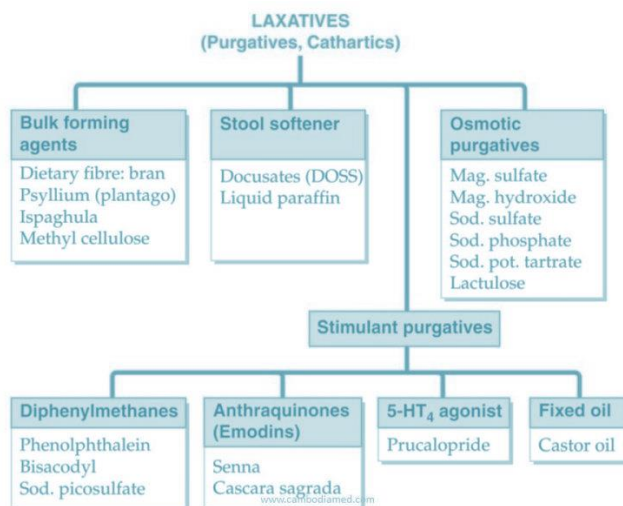 LAXATIVES
(Purgatives, Cathartics)
Bulk forming
agents
Dietary fibre: bran
Psyllium (plantago)
Ispaghula
Methyl cellulose
Stool softener
Docusates (DOSS)
Liquid paraffin
Osmotic
purgatives
Mag. sulfate
Mag. hydroxide
Sod. sulfate
Sod. phosphate
Sod. pot. tartrate
Lactulose
Stimulant purgatives
Diphenylmethanes
Phenolphthalein
Bisacodyl
Sod. picosulfate
Anthraquinones
(Emodins)
Senna
Cascara sagrada
5-HT₄ agonist
Prucalopride
Fixed oil
Castor oil
www.cambodiamed.com